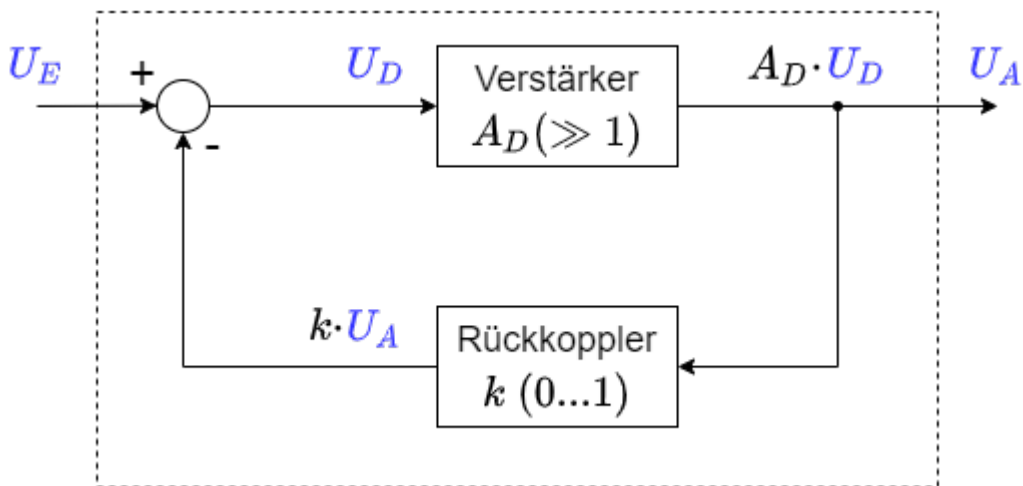 U_E
+
-
U_D
Verstärker
A_D(≫ 1)
A_D·U_D
U_A
k·U_A
Rückkoppler
k (0...1)